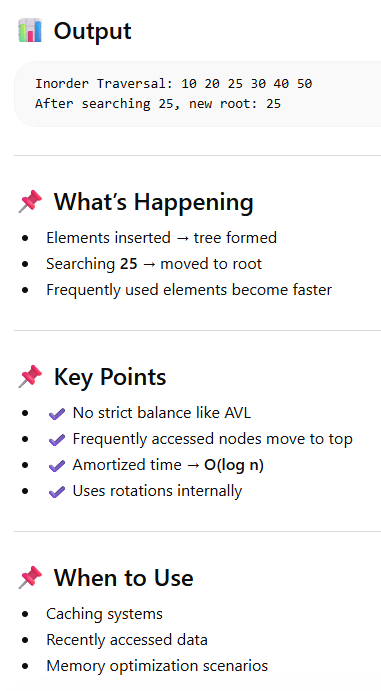 📊 Output
Inorder Traversal: 10 20 25 30 40 50
After searching 25, new root: 25
📌 What’s Happening
• Elements inserted → tree formed
• Searching 25 → moved to root
• Frequently used elements become faster
📌 Key Points
• ✔ No strict balance like AVL
• ✔ Frequently accessed nodes move to top
• ✔ Amortized time → O(log n)
• ✔ Uses rotations internally
📌 When to Use
• Caching systems
• Recently accessed data
• Memory optimization scenarios